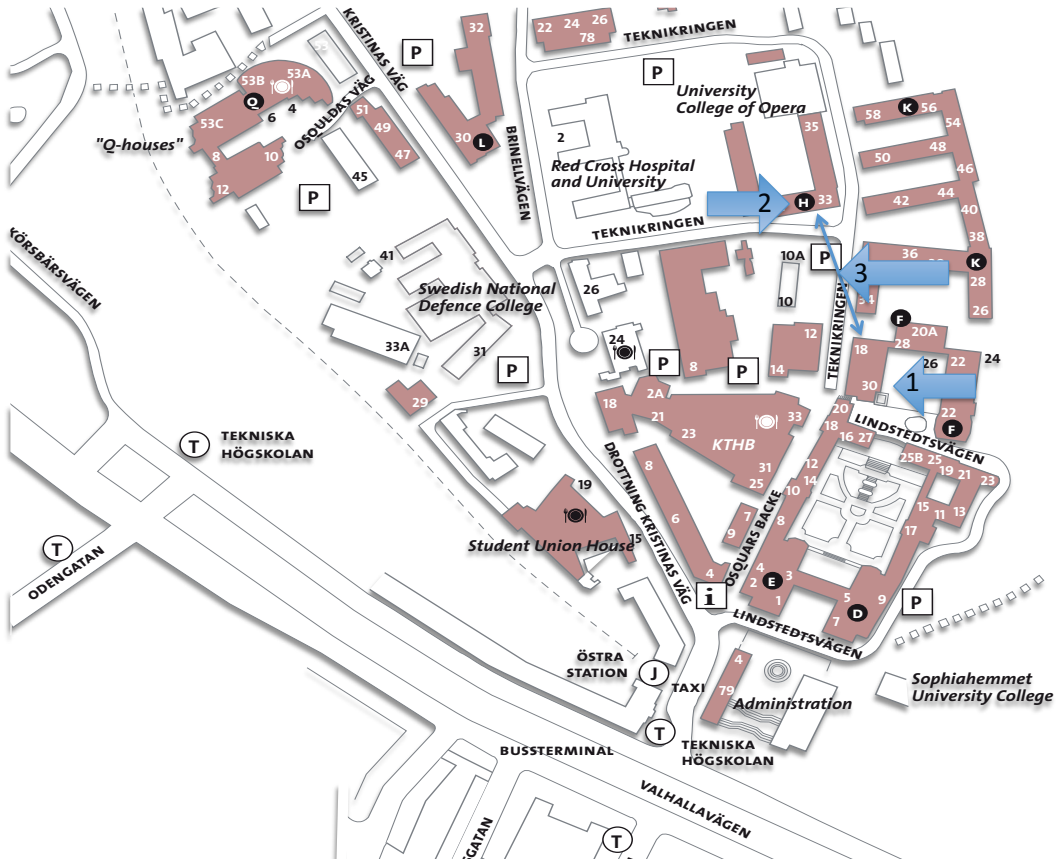 KRISTINAS VÄG
P
32
22
24
26
78
TEKNIKRINGEN
53
53B
53A
Q
6
4
53C
OSQULDAS VÄG
51
49
47
30
L
BRINELLVÄGEN
2
P
University
College of Opera
58
K
56
54
35
48
50
46
"Q-houses"
8
10
12
45
P
Red Cross Hospital
and University
2
H
33
42
44
40
38
TEKNIKRINGEN
KÖRSBÄRSVÄGEN
41
Swedish National
Defence College
26
10A
10
P
3
36
K
28
26
34
TEKNIKRINGEN
33A
31
24
P
P
8
P
12
14
F
20A
18
28
26
22
24
30
1
22
F
29
2A
18
21
23
KTHB
33
31
25
20
18
16
27
LINDSTEDTSVÄGEN
25B
25
19
21
23
T
TEKNISKA
HÖGSKOLAN
DROTTNING KRISTINAS VÄG
8
6
4
12
14
10
8
7
9
OSQUARS BACKE
15
11
13
17
19
15
Student Union House
T
ODENGATAN
i
4
2
E
3
1
5
D
7
9
P
LINDSTEDTSVÄGEN
ÖSTRA
STATION
J
TAXI
4
79
Administration
Sophiahemmet
University College
T
TEKNISKA
HÖGSKOLAN
BUSSTERMINAL
VALHALLAVÄGEN
GGATAN
T